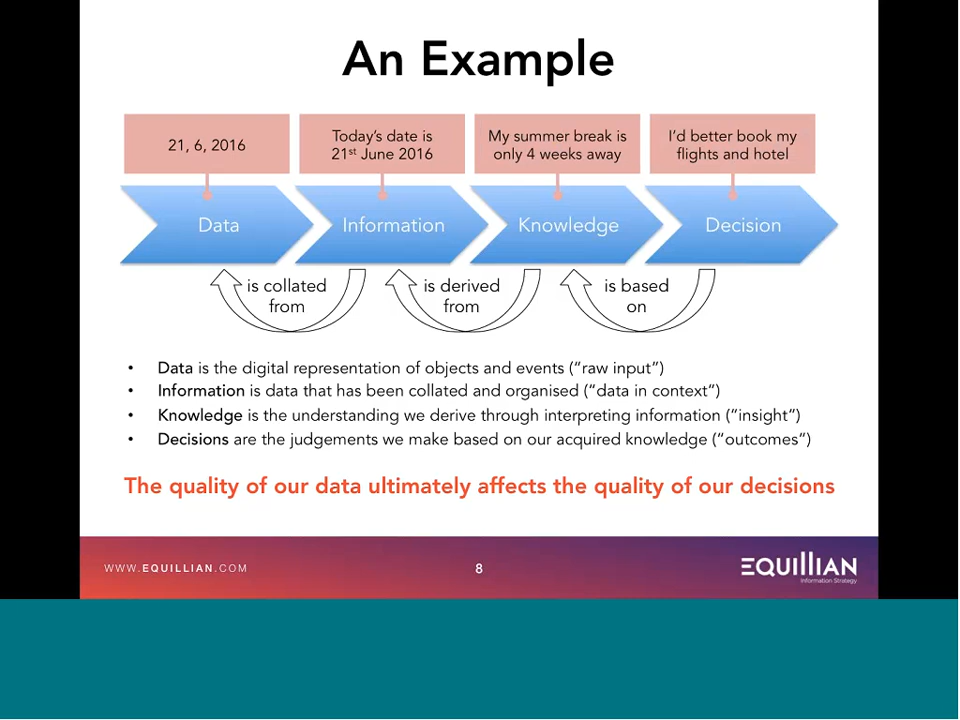 An Example
21, 6, 2016
Today’s date is
21st June 2016
My summer break is
only 4 weeks away
I’d better book my
flights and hotel
Data
Information
Knowledge
Decision
is collated
from
is derived
from
is based
on
• Data is the digital representation of objects and events (“raw input”)
• Information is data that has been collated and organised (“data in context”)
• Knowledge is the understanding we derive through interpreting information (“insight”)
• Decisions are the judgements we make based on our acquired knowledge (“outcomes”)
The quality of our data ultimately affects the quality of our decisions
WWW.EQUILLIAN.COM
8
EQUILLIAN
Information Strategy